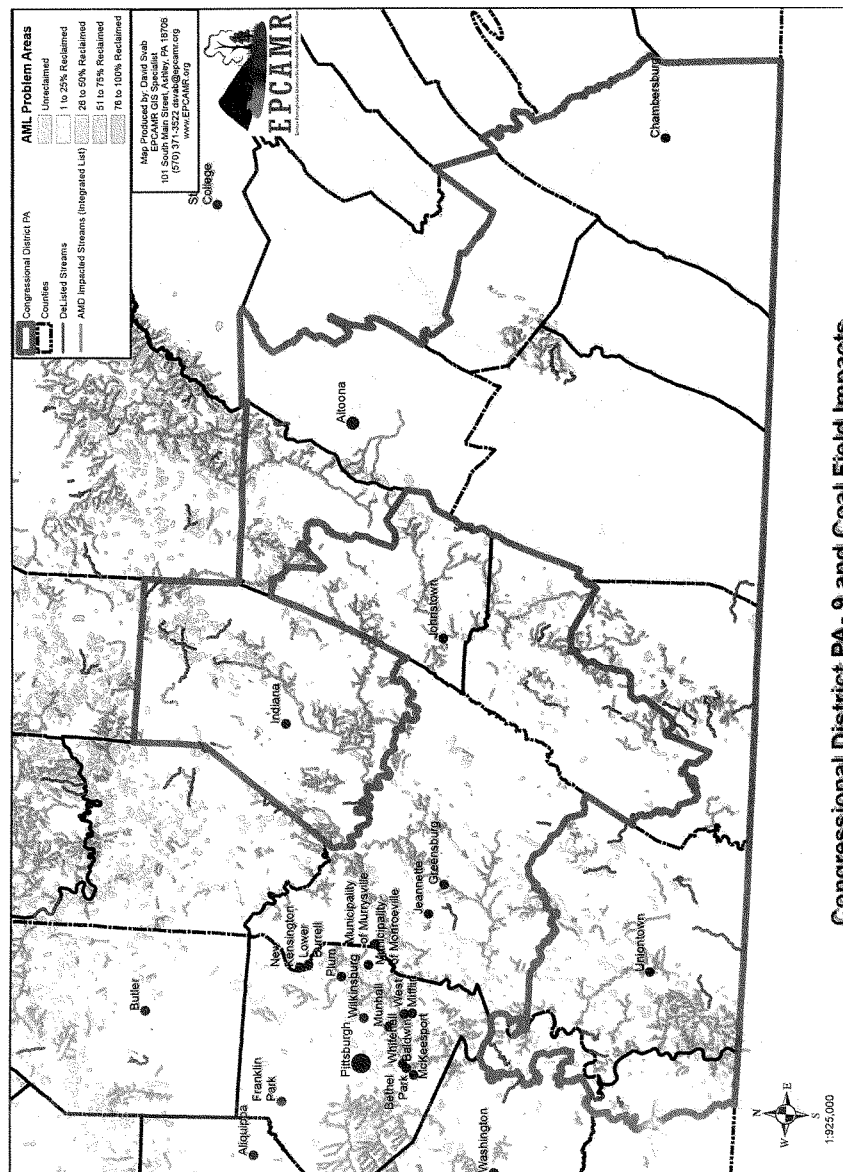 Congressional District PA
Counties
DeListed Streams
AMD Impacted Streams (Integrated List)
AML Problem Areas
Unreclaimed
1 to 25% Reclaimed
26 to 50% Reclaimed
51 to 75% Reclaimed
76 to 100% Reclaimed
Map Produced by: David Svab
EPCAMR GIS Specialist
101 South Main Street, Ashley, PA 18706
(570) 371-3522 dsvab@epcamr.org
www.EPCAMR.org
EPCAMR
St
College
Butler
Aliquippa
Franklin
Park
New
Kensington
Lower
Burrell
Plum
Pittsburgh
Wilkinsburg
Municipality
of Murrysville
Munhall
Municipality
of Monroeville
Whitehall
West
Mifflin
Bethel
Park
Baldwin
McKeesport
Jeannette
Greensburg
Washington
Uniontown
Indiana
Johnstown
Altoona
Chambersburg
N
W
E
S
1:925,000
Congressional District PA- 9 and Coal Field Impacts